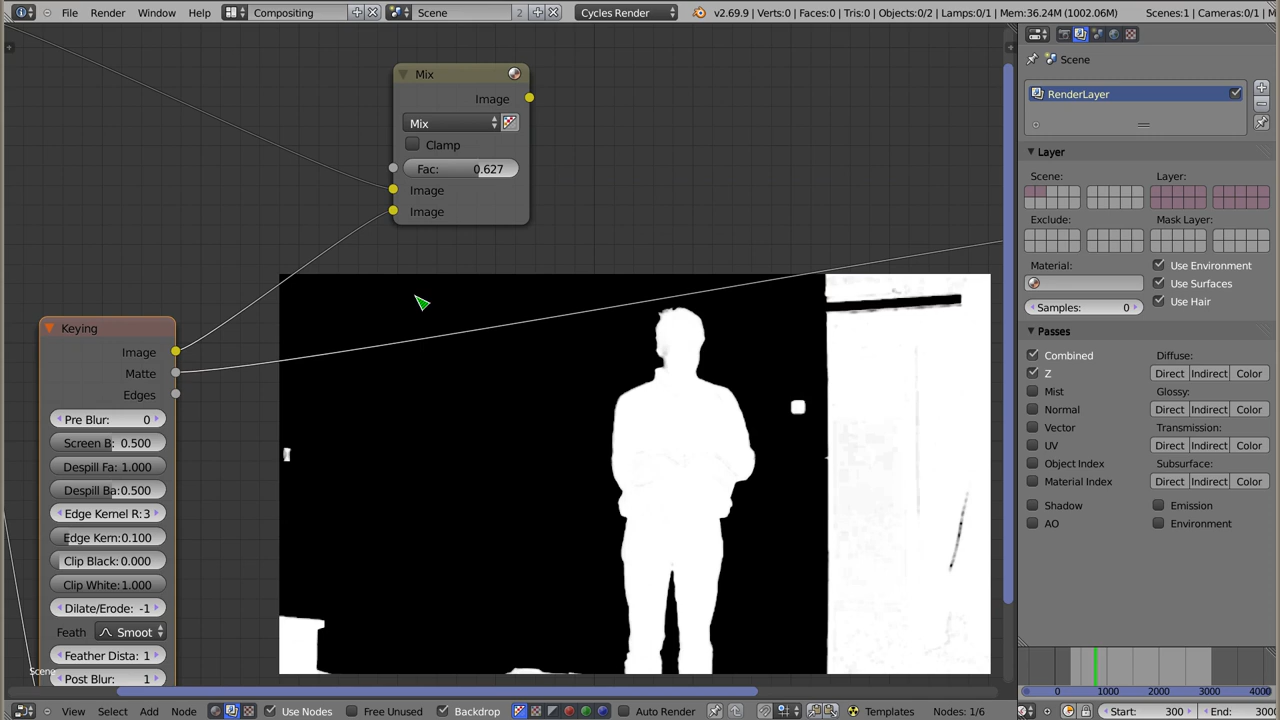 File Render Window Help Compositing Scene 2 Cycles Render v2.69.9 | Verts:0 | Faces:0 | Tris:0 | Objects:0/2 | Lamps:0/1 | Mem:36.24M (1002.06M) Scenes:1 | Cameras:0/1 |
Mix
Image
Mix
Clamp
Fac: 0.627
Image
Image
Keying
Image
Matte
Edges
Pre Blur: 0
Screen B: 0.500
Despill Fa: 1.000
Despill Ba:0.500
Edge Kernel R:3
Edge Kern:0.100
Clip Black:0.000
Clip White:1.000
Dilate/Erode: -1
Feath Smoot
Feather Dista: 1
Scene
Post Blur: 1
View Select Add Node Use Nodes Free Unused Backdrop Auto Render Templates Nodes: 1/6
Scene
RenderLayer
Layer
Scene: Layer:
Exclude: Mask Layer:
Material: Use Environment
Use Surfaces
Samples: 0 Use Hair
Passes
Combined Diffuse:
Z Direct Indirect Color
Mist Glossy:
Normal Direct Indirect Color
Vector Transmission:
UV Direct Indirect Color
Object Index Subsurface:
Material Index Direct Indirect Color
Shadow Emission
AO Environment
0 1000 2000 3000 4000
Start: 300 End: 300